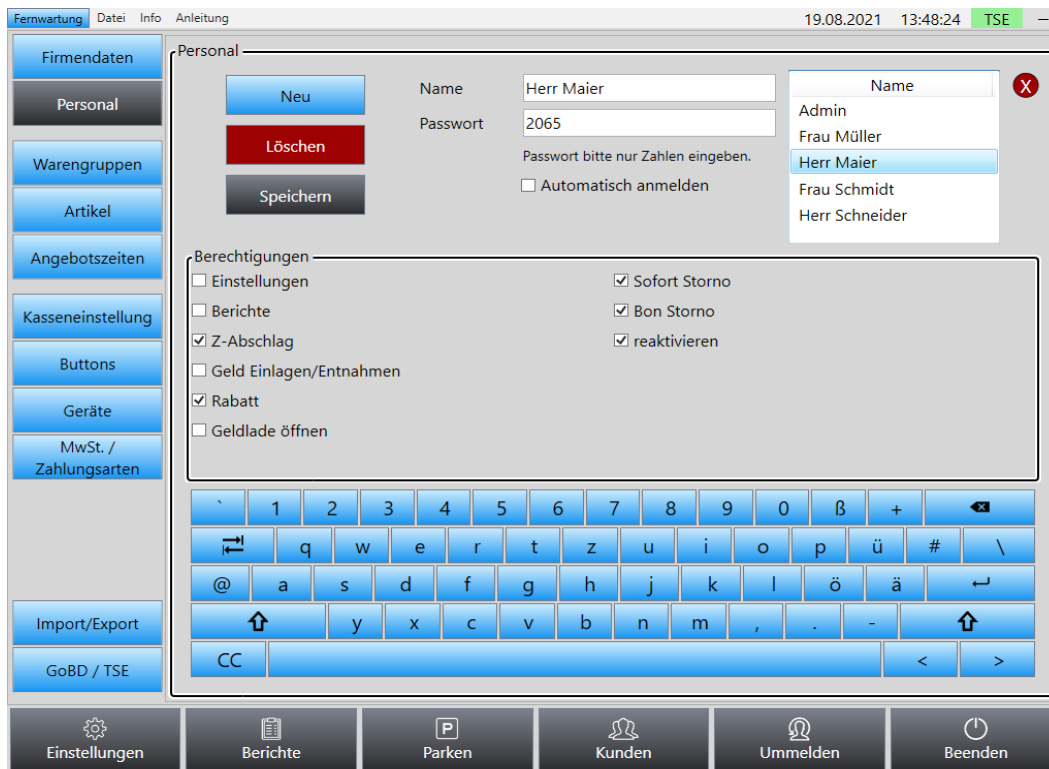 Fernwartung Datei Info Anleitung 19.08.2021 13:48:24 TSE
Firmendaten
Personal
Warengruppen
Artikel
Angebotszeiten
Kasseneinstellung
Buttons
Geräte
MwSt. /
Zahlungsarten
Import/Export
GoBD / TSE
Personal
Neu
Löschen
Speichern
Name Herr Maier
Passwort 2065
Passwort bitte nur Zahlen eingeben.
Automatisch anmelden
Name
Admin
Frau Müller
Herr Maier
Frau Schmidt
Herr Schneider
X
Berechtigungen
Einstellungen
Berichte
Z-Abschlag
Geld Einlagen/Entnahmen
Rabatt
Geldlade öffnen
Sofort Storno
Bon Storno
reaktivieren
` 1 2 3 4 5 6 7 8 9 0 ß +
q w e r t z u i o p ü # \
@ a s d f g h j k l ö ä
y x c v b n m , . -
CC < >
Einstellungen
Berichte
P
Parken
Kunden
Ummelden
Beenden